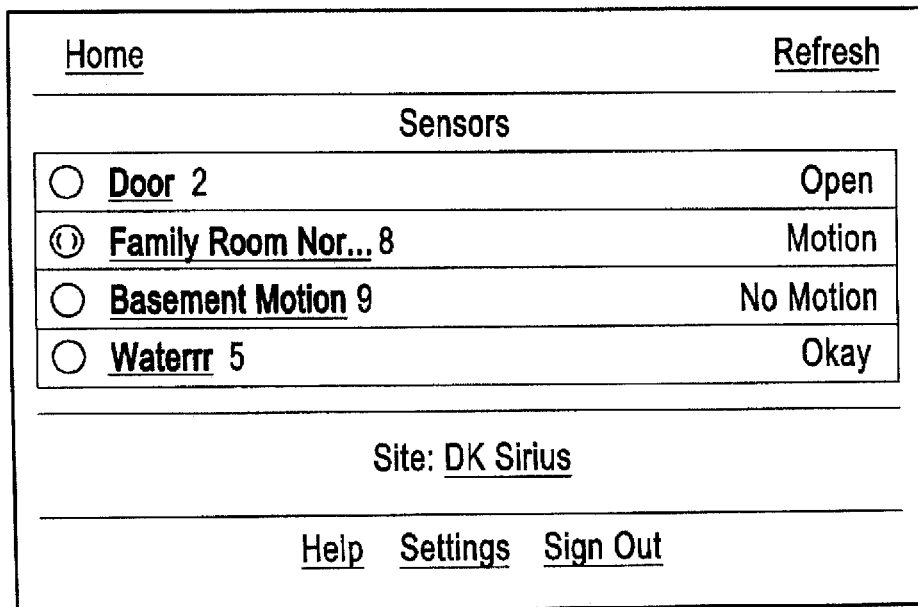 Home Refresh
Sensors
Door 2 Open
Family Room Nor... 8 Motion
Basement Motion 9 No Motion
Waterrr 5 Okay
Site: DK Sirius
Help Settings Sign Out